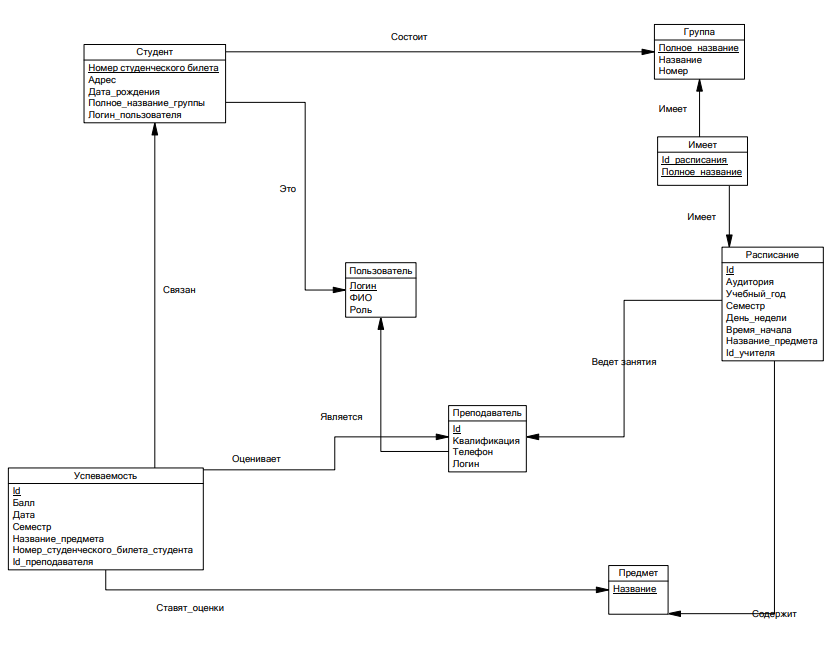 Состоит
Группа
Полное_название
Название
Номер
Студент
Номер студенческого билета
Адрес
Дата_рождения
Полное_название_группы
Логин_пользователя
Имеет
Имеет
Id_расписания
Полное_название
Это
Имеет
Расписание
Id
Аудитория
Учебный_год
Семестр
День_недели
Время_начала
Название_предмета
Id_учителя
Пользователь
Логин
ФИО
Роль
Связан
Ведет занятия
Является
Преподаватель
Id
Квалификация
Телефон
Логин
Оценивает
Успеваемость
Id
Балл
Дата
Семестр
Название_предмета
Номер_студенческого_билета_студента
Id_преподавателя
Предмет
Название
Ставят_оценки
Содержит